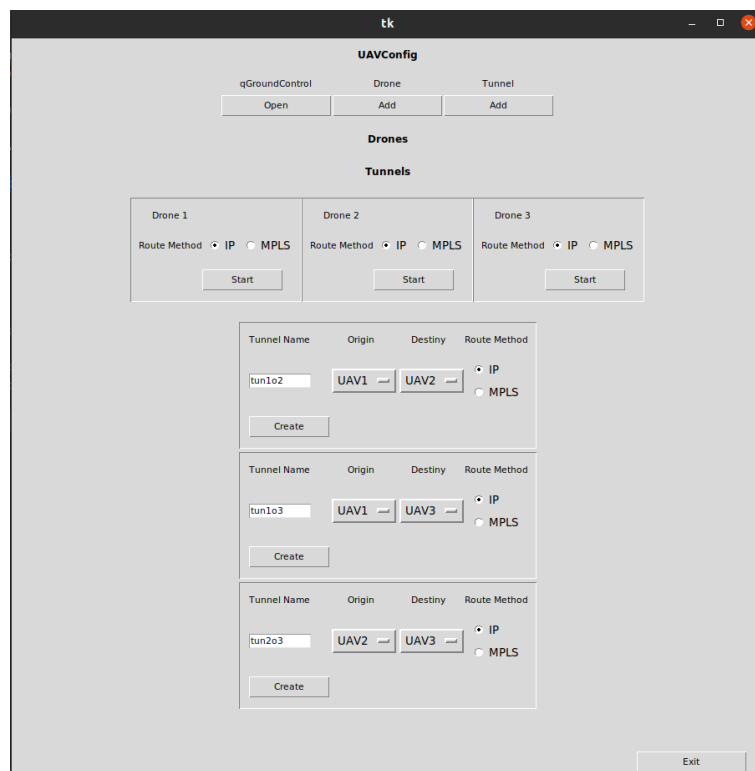 tk
UAVConfig
qGroundControl Drone Tunnel
Open Add Add
Drones
Tunnels
Drone 1 Drone 2 Drone 3
Route Method IP MPLS Route Method IP MPLS Route Method IP MPLS
Start Start Start
Tunnel Name Origin Destiny Route Method
IP
tun1o2 UAV1 UAV2
MPLS
Create
Tunnel Name Origin Destiny Route Method
IP
tun1o3 UAV1 UAV3
MPLS
Create
Tunnel Name Origin Destiny Route Method
IP
tun2o3 UAV2 UAV3
MPLS
Create
Exit